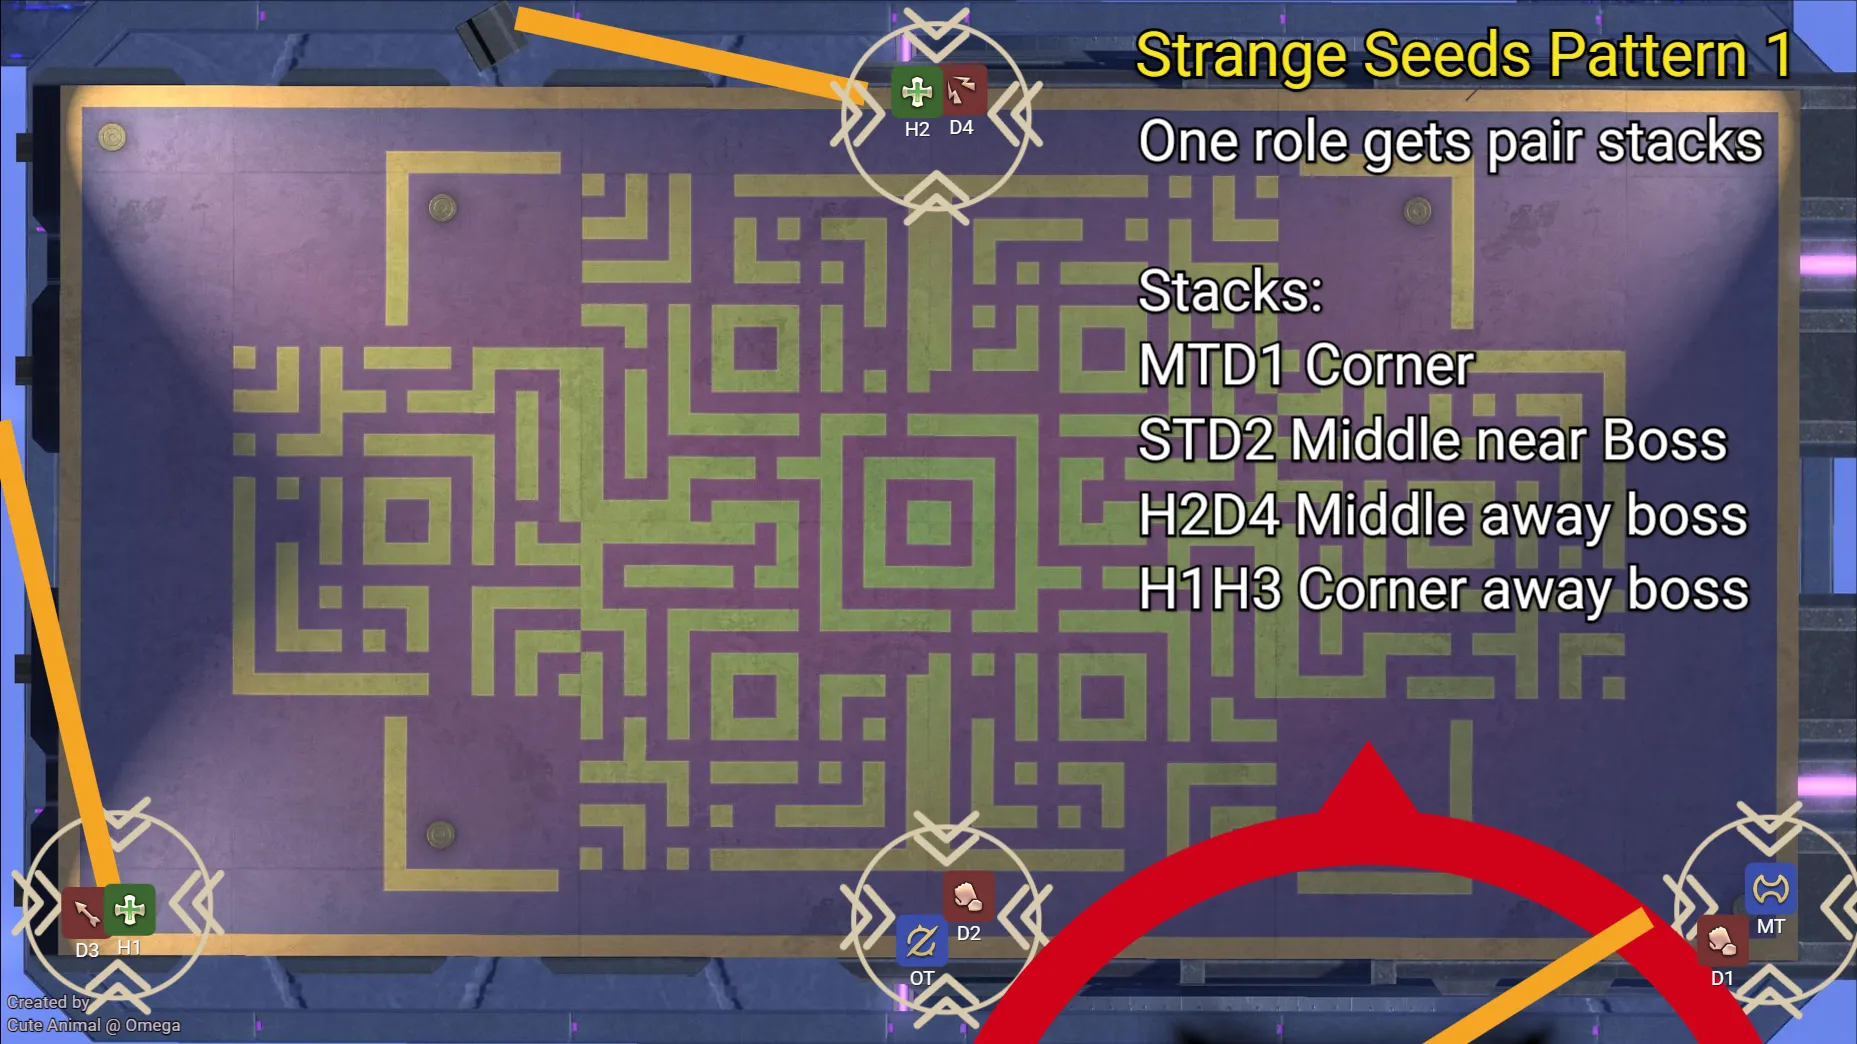 Strange Seeds Pattern 1
One role gets pair stacks
H2 D4
Stacks:
MTD1 Corner
STD2 Middle near Boss
H2D4 Middle away boss
H1H3 Corner away boss
D3 H1
D2
OT
MT
D1
Created by
Cute Animal @ Omega